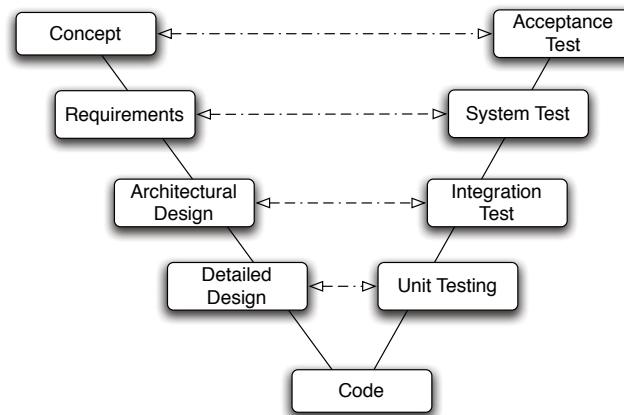 Concept
Acceptance
Test
Requirements
System Test
Architectural
Design
Integration
Test
Detailed
Design
Unit Testing
Code